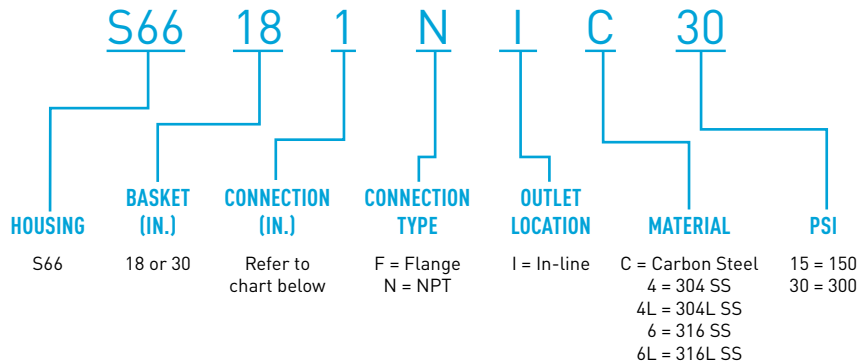 S66 18 1 N I C 30
HOUSING
S66
BASKET
(IN.)
18 or 30
CONNECTION
(IN.)
Refer to
chart below
CONNECTION
TYPE
F = Flange
N = NPT
OUTLET
LOCATION
I = In-line
MATERIAL
C = Carbon Steel
4 = 304 SS
4L = 304L SS
6 = 316 SS
6L = 316L SS
PSI
15 = 150
30 = 300